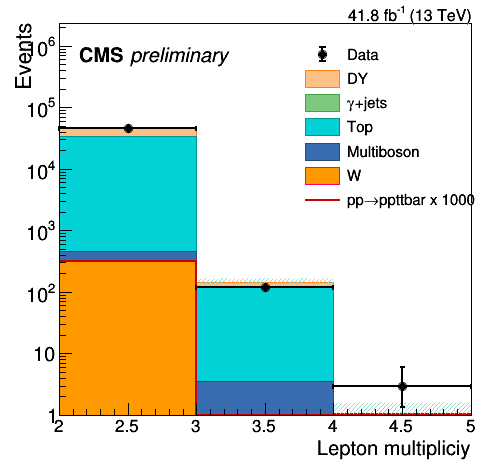 41.8 fb⁻¹ (13 TeV)
CMS preliminary
Events
Data
DY
γ+jets
Top
Multiboson
W
pp→ppttbar x 1000
10⁶
10⁵
10⁴
10³
10²
10
1
2 2.5 3 3.5 4 4.5 5
Lepton multipliciy